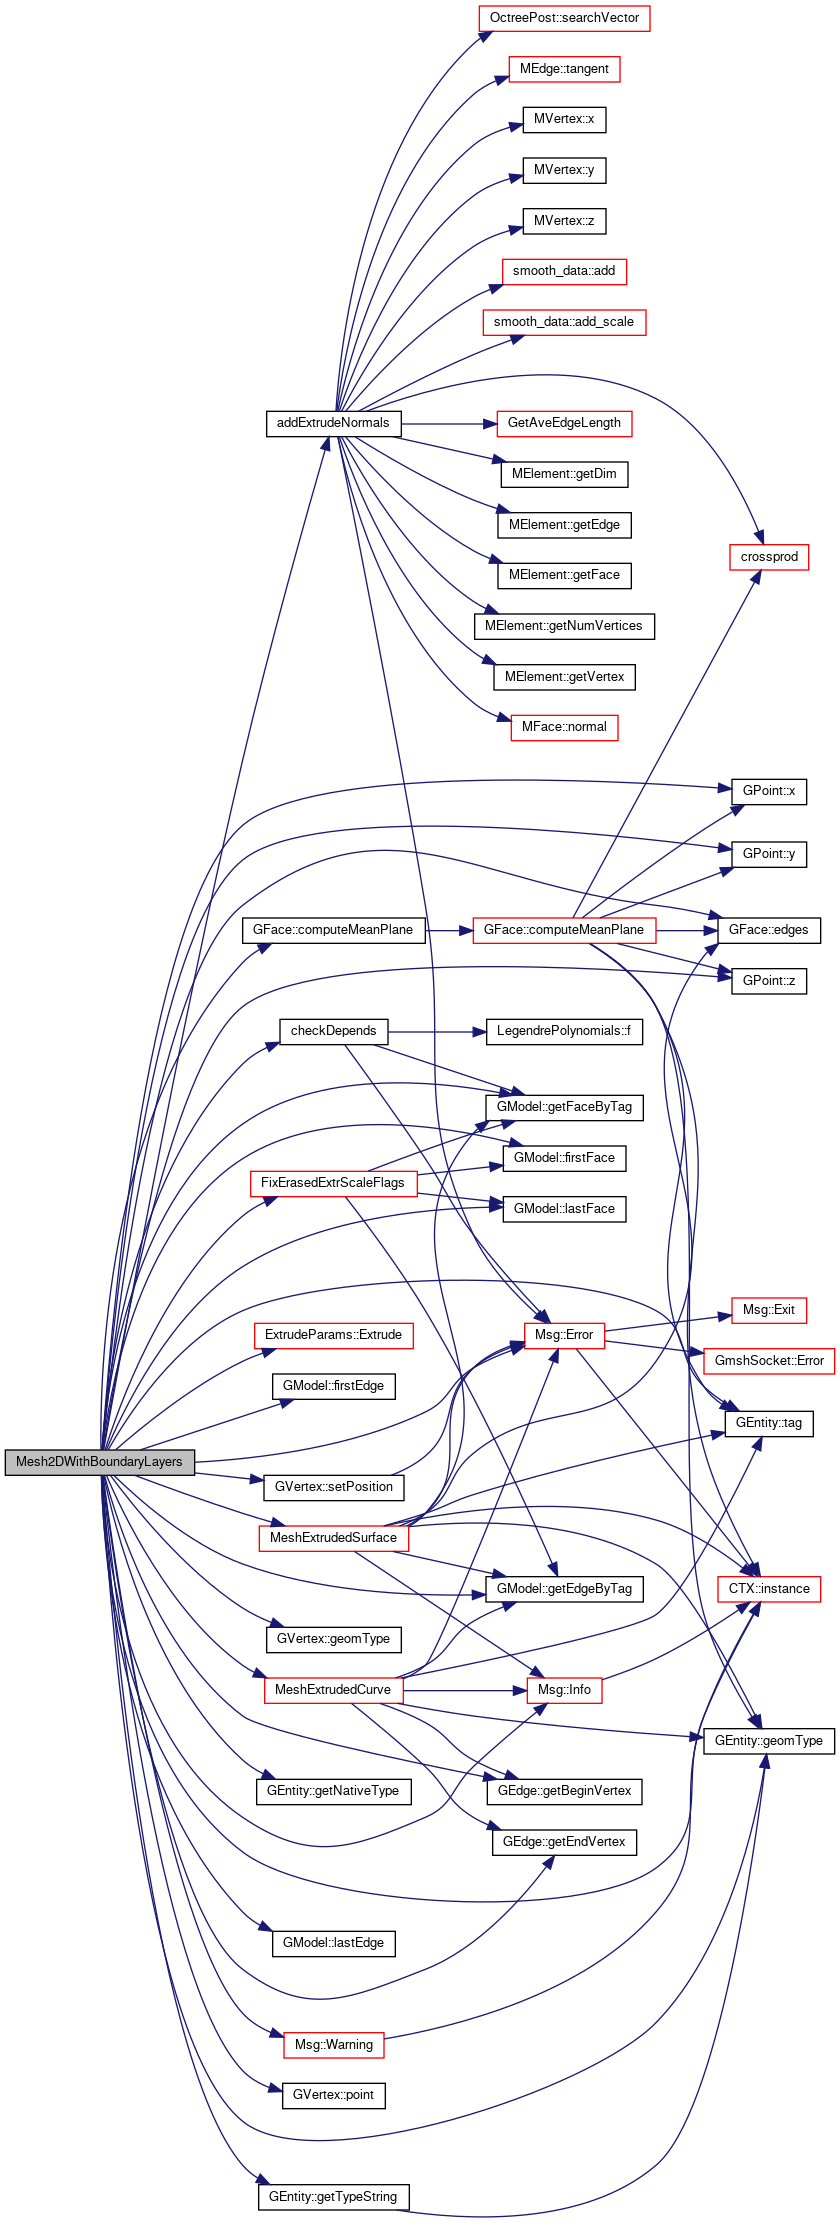 OctreePost::searchVector
MEdge::tangent
MVertex::x
MVertex::y
MVertex::z
smooth_data::add
smooth_data::add_scale
addExtrudeNormals
GetAveEdgeLength
MElement::getDim
MElement::getEdge
crossprod
MElement::getFace
MElement::getNumVertices
MElement::getVertex
MFace::normal
GPoint::x
GPoint::y
GFace::computeMeanPlane
GFace::computeMeanPlane
GFace::edges
GPoint::z
checkDepends
LegendrePolynomials::f
GModel::getFaceByTag
GModel::firstFace
FixErasedExtrScaleFlags
GModel::lastFace
Msg::Exit
ExtrudeParams::Extrude
Msg::Error
GmshSocket::Error
GModel::firstEdge
GEntity::tag
Mesh2DWithBoundaryLayers
GVertex::setPosition
MeshExtrudedSurface
GModel::getEdgeByTag
CTX::instance
GVertex::geomType
MeshExtrudedCurve
Msg::Info
GEntity::geomType
GEntity::getNativeType
GEdge::getBeginVertex
GEdge::getEndVertex
GModel::lastEdge
Msg::Warning
GVertex::point
GEntity::getTypeString